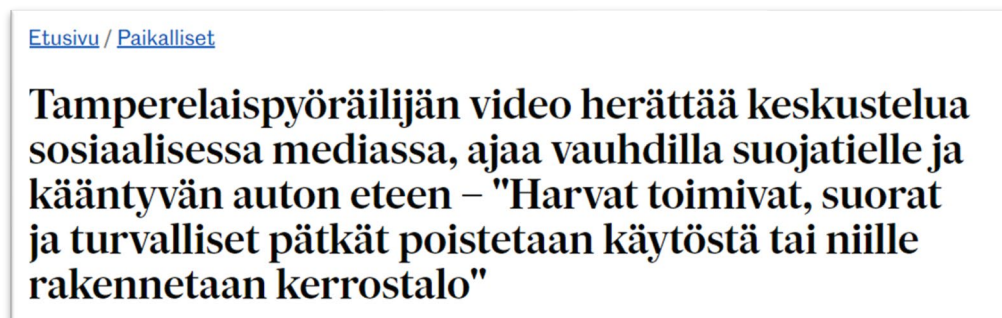 Etusivu / Paikalliset
Tamperelaispyöräilijän video herättää keskustelua
sosiaalisessa mediassa, ajaa vauhdilla suojatielle ja
kääntyvän auton eteen – "Harvat toimivat, suorat
ja turvalliset pätkät poistetaan käytöstä tai niille
rakennetaan kerrostalo"